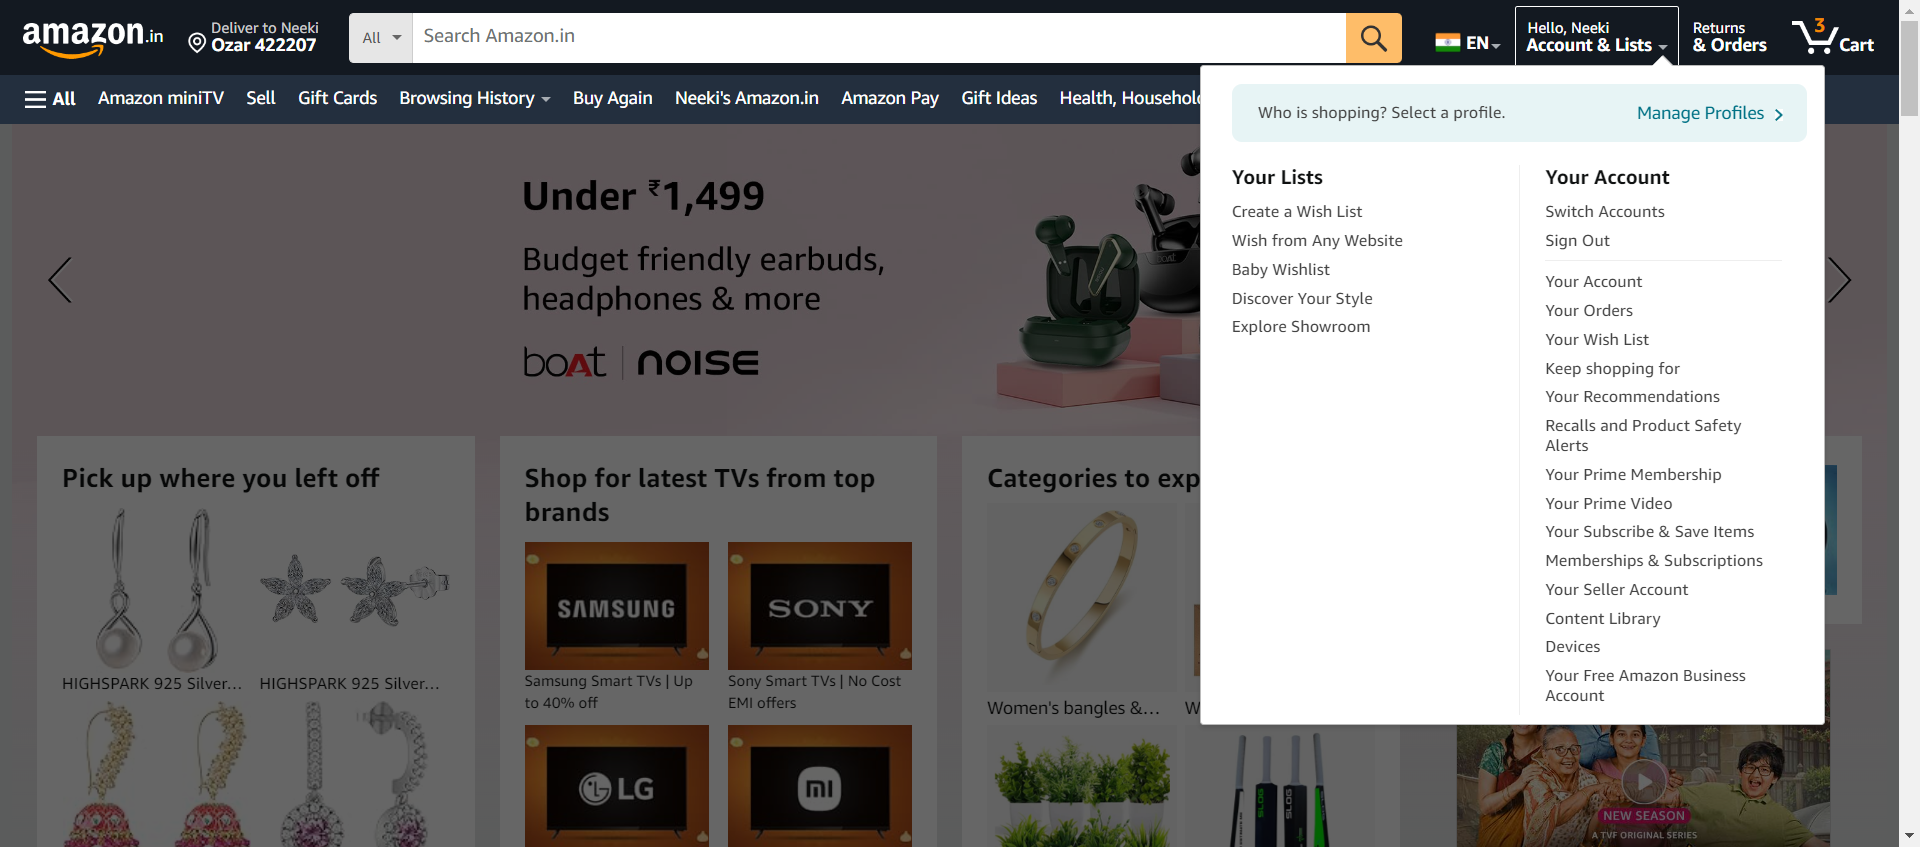 amazon.in
Deliver to Neeki
Ozar 422207
All
Search Amazon.in
EN
Hello, Neeki
Account & Lists
Returns
& Orders
3
Cart
All
Amazon miniTV
Sell
Gift Cards
Browsing History
Buy Again
Neeki's Amazon.in
Amazon Pay
Gift Ideas
Health, Household
Who is shopping? Select a profile.
Manage Profiles
Your Lists
Create a Wish List
Wish from Any Website
Baby Wishlist
Discover Your Style
Explore Showroom
Your Account
Switch Accounts
Sign Out
Your Account
Your Orders
Your Wish List
Keep shopping for
Your Recommendations
Recalls and Product Safety
Alerts
Your Prime Membership
Your Prime Video
Your Subscribe & Save Items
Memberships & Subscriptions
Your Seller Account
Content Library
Devices
Your Free Amazon Business
Account
Under ₹1,499
Budget friendly earbuds,
headphones & more
boAt
noise
Pick up where you left off
HIGHSPARK 925 Silver...
HIGHSPARK 925 Silver...
Shop for latest TVs from top
brands
SAMSUNG
SONY
Samsung Smart TVs | Up
to 40% off
Sony Smart TVs | No Cost
EMI offers
LG
mi
Categories to exp
Women's bangles &...
W
SLOG
SLOG
NEW SEASON
A TVF ORIGINAL SERIES